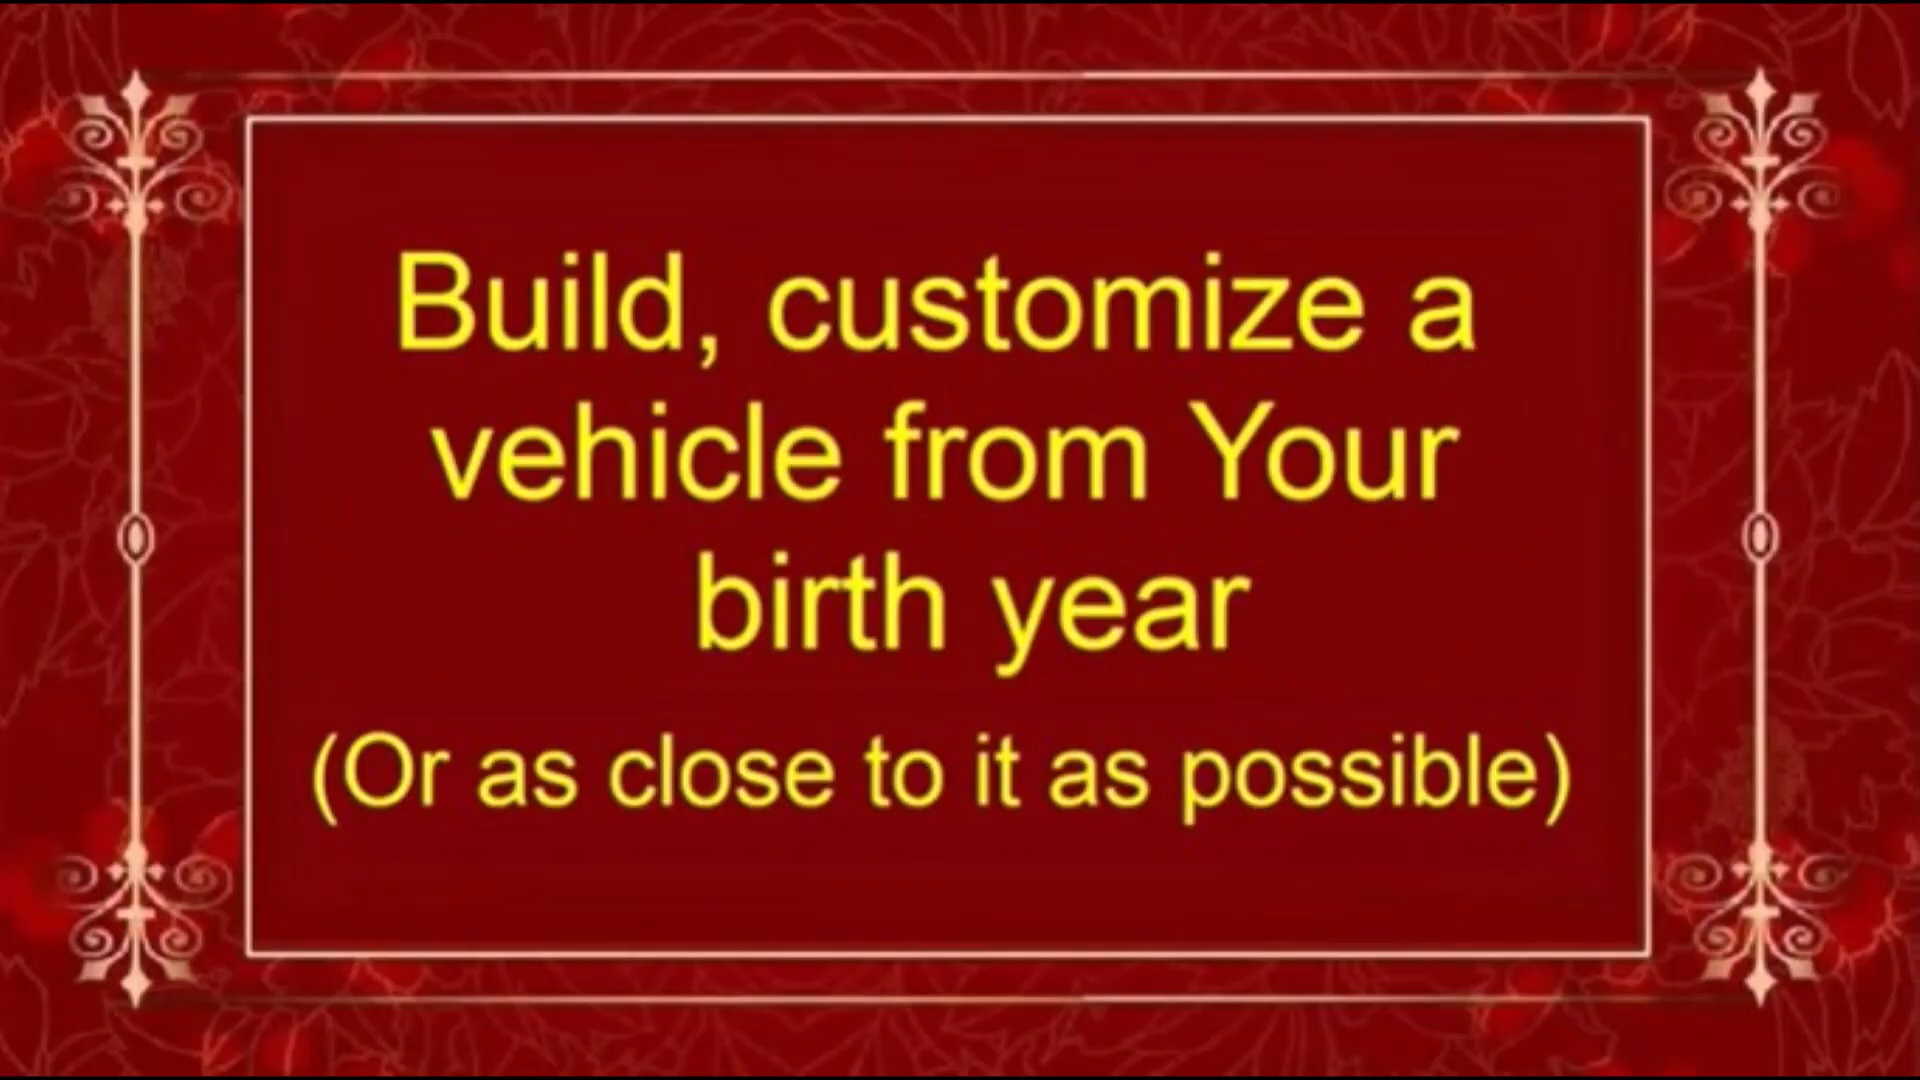 Build, customize a
vehicle from Your
birth year
(Or as close to it as possible)